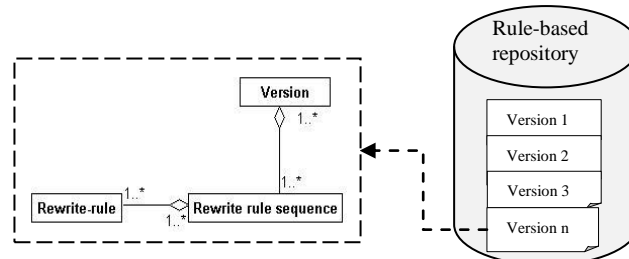 Rule-based
repository
Version
1..*
1..*
Rewrite-rule
1..*
1..*
Rewrite rule sequence
Version 1
Version 2
Version 3
Version n